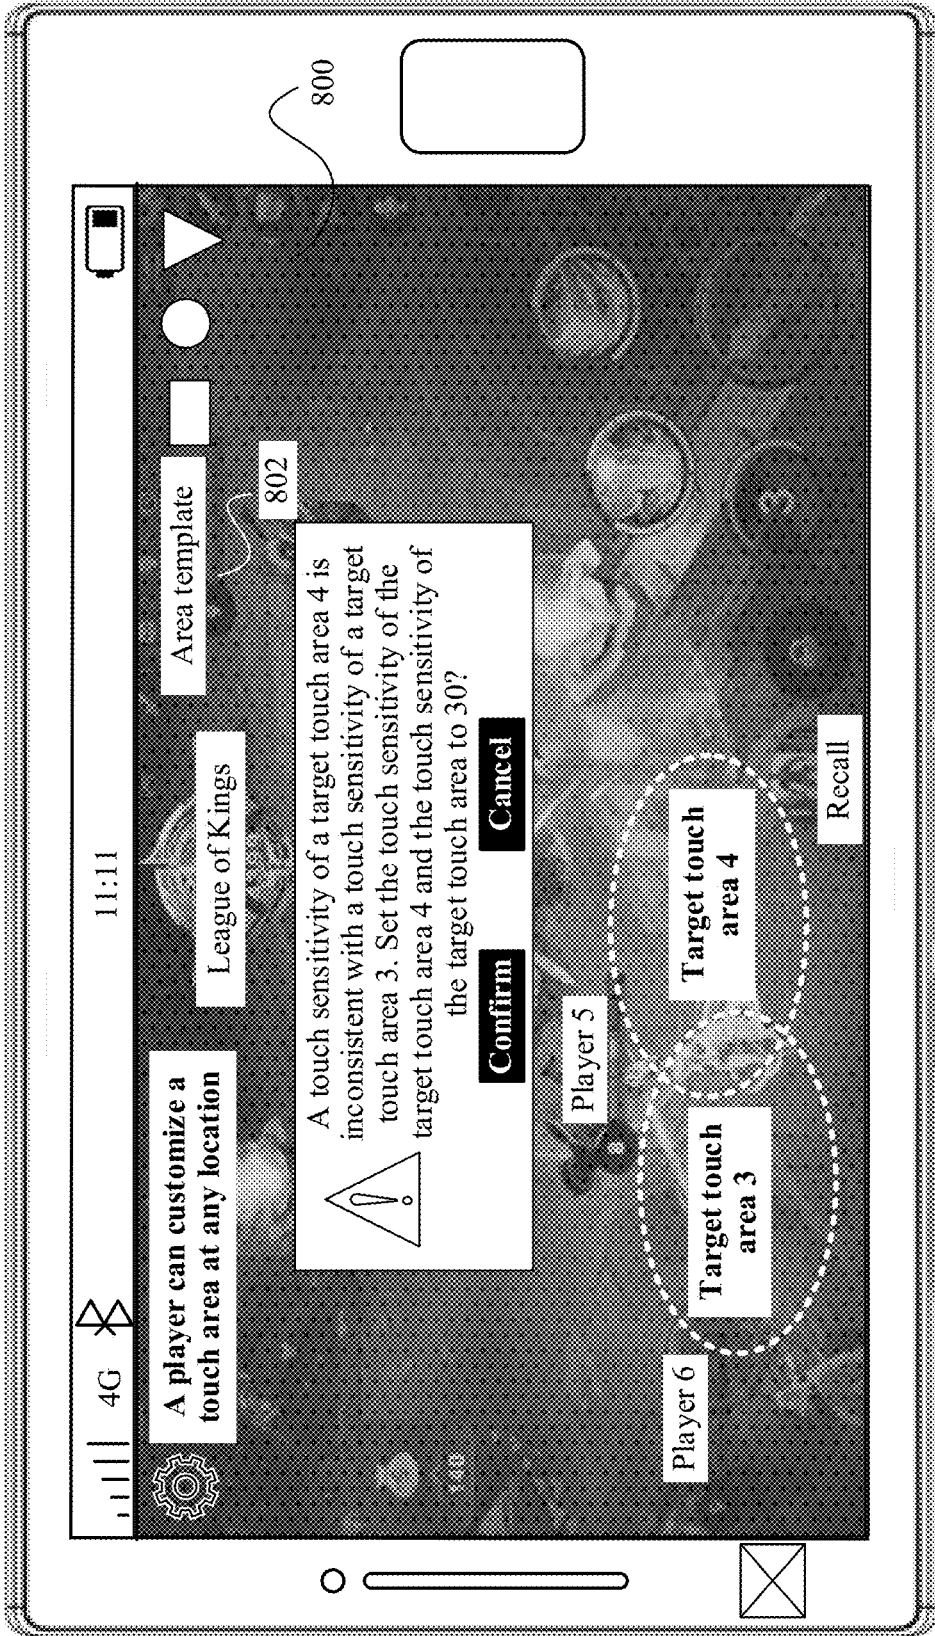 4G
11:11
A player can customize a
touch area at any location
League of Kings
Area template
800
802
A touch sensitivity of a target touch area 4 is
inconsistent with a touch sensitivity of a target
touch area 3. Set the touch sensitivity of the
target touch area 4 and the touch sensitivity of
the target touch area to 30?
Confirm
Cancel
Player 5
Player 6
Target touch
area 3
Target touch
area 4
Recall